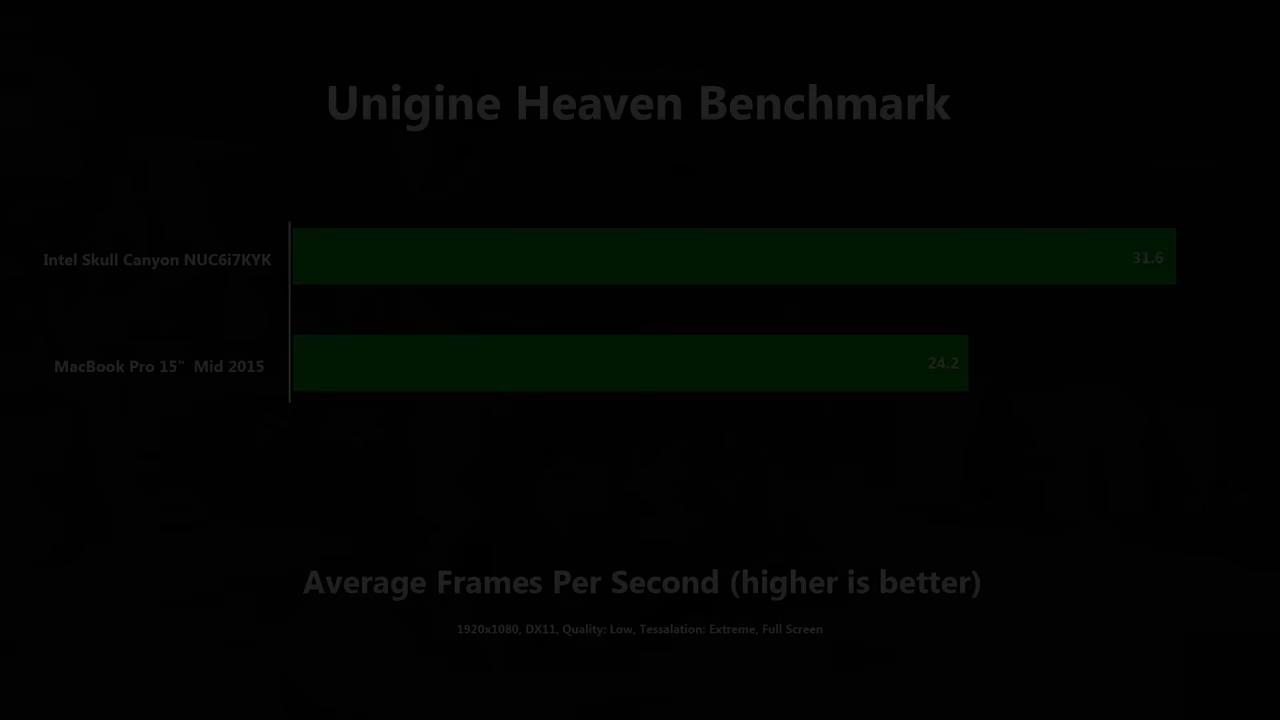 Unigine Heaven Benchmark
Intel Skull Canyon NUC6i7KYK
31.6
MacBook Pro 15" Mid 2015
24.2
Average Frames Per Second (higher is better)
1920x1080, DX11, Quality: Low, Tessalation: Extreme, Full Screen